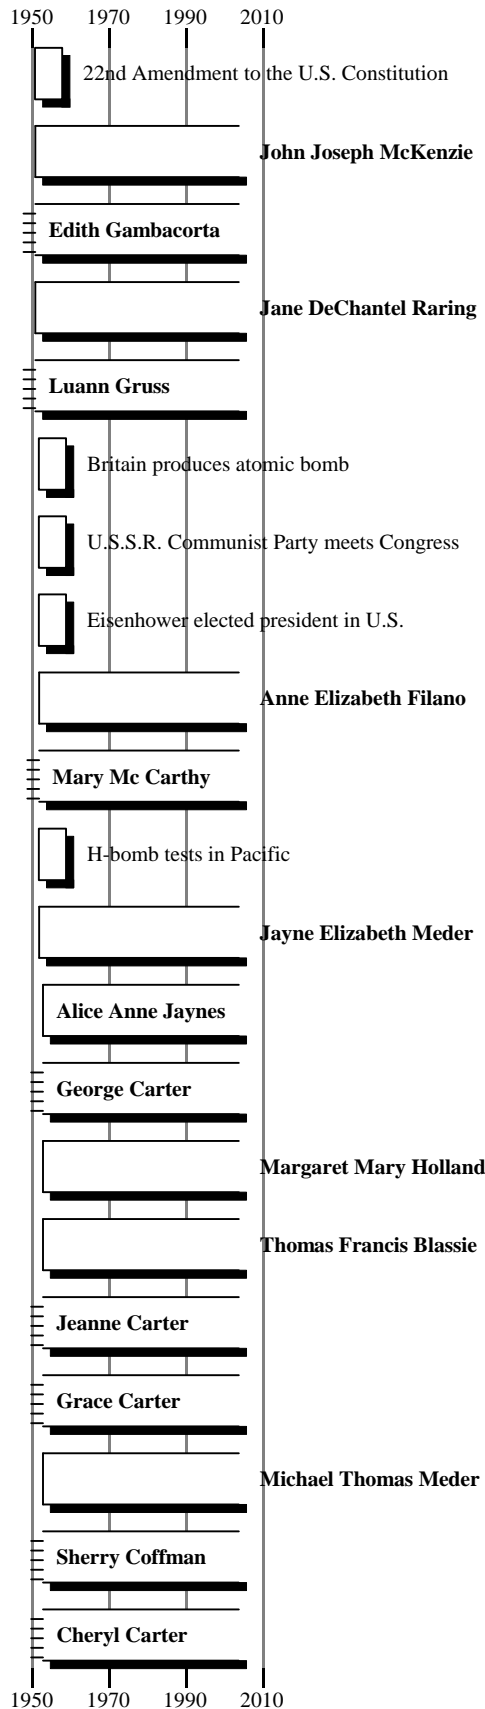 1950 1970 1990 2010
22nd Amendment to the U.S. Constitution
John Joseph McKenzie
Edith Gambacorta
Jane DeChantel Raring
Luann Gruss
Britain produces atomic bomb
U.S.S.R. Communist Party meets Congress
Eisenhower elected president in U.S.
Anne Elizabeth Filano
Mary Mc Carthy
H-bomb tests in Pacific
Jayne Elizabeth Meder
Alice Anne Jaynes
George Carter
Margaret Mary Holland
Thomas Francis Blassie
Jeanne Carter
Grace Carter
Michael Thomas Meder
Sherry Coffman
Cheryl Carter
1950 1970 1990 2010